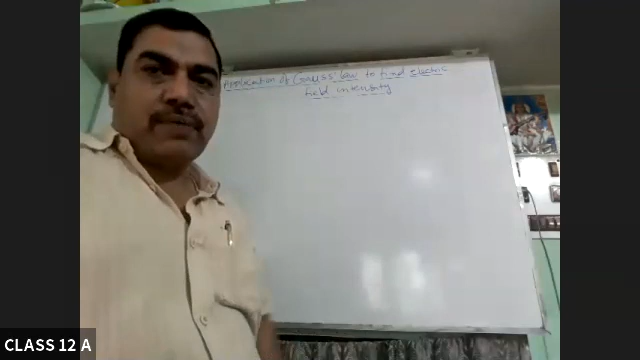 Application of Gauss' law to find electric
field intensity
CLASS 12 A